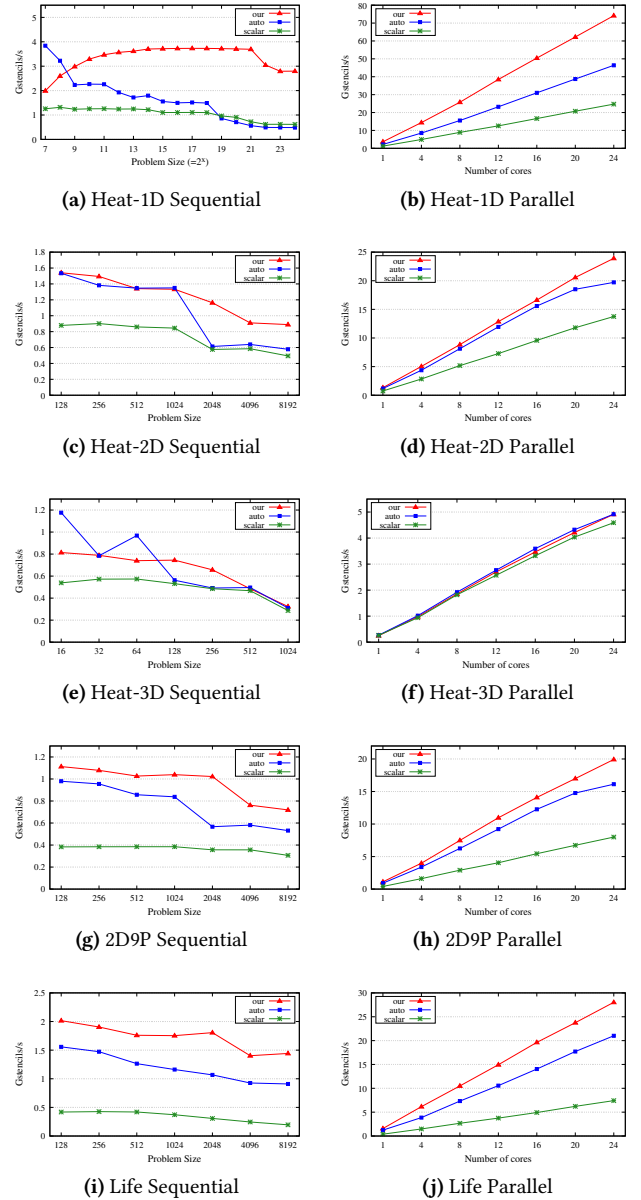 our
auto
scalar
Gstencils/s
5
4
3
2
1
0
7 9 11 13 15 17 19 21 23
Problem Size (=2^x)
(a) Heat-1D Sequential
our
auto
scalar
Gstencils/s
80
70
60
50
40
30
20
10
0
1 4 8 12 16 20 24
Number of cores
(b) Heat-1D Parallel
our
auto
scalar
Gstencils/s
1.8
1.6
1.4
1.2
1
0.8
0.6
0.4
0.2
0
128 256 512 1024 2048 4096 8192
Problem Size
(c) Heat-2D Sequential
our
auto
scalar
Gstencils/s
25
20
15
10
5
0
1 4 8 12 16 20 24
Number of cores
(d) Heat-2D Parallel
our
auto
scalar
Gstencils/s
1.2
1
0.8
0.6
0.4
0.2
0
16 32 64 128 256 512 1024
Problem Size
(e) Heat-3D Sequential
our
auto
scalar
Gstencils/s
5
4
3
2
1
0
1 4 8 12 16 20 24
Number of cores
(f) Heat-3D Parallel
our
auto
scalar
Gstencils/s
1.2
1
0.8
0.6
0.4
0.2
0
128 256 512 1024 2048 4096 8192
Problem Size
(g) 2D9P Sequential
our
auto
scalar
Gstencils/s
20
15
10
5
0
1 4 8 12 16 20 24
Number of cores
(h) 2D9P Parallel
our
auto
scalar
Gstencils/s
2.5
2
1.5
1
0.5
0
128 256 512 1024 2048 4096 8192
Problem Size
(i) Life Sequential
our
auto
scalar
Gstencils/s
30
25
20
15
10
5
0
1 4 8 12 16 20 24
Number of cores
(j) Life Parallel